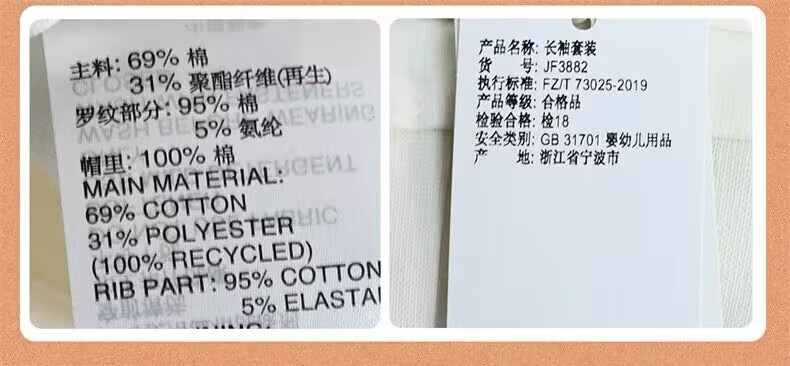 主料: 69% 棉
31% 聚酯纤维(再生)
罗纹部分: 95% 棉
5% 氨纶
帽里: 100% 棉
MAIN MATERIAL:
69% COTTON
31% POLYESTER
(100% RECYCLED)
RIB PART: 95% COTTON
5% ELASTA
产品名称: 长袖套装
货 号: JF3882
执行标准: FZ/T 73025-2019
产品等级: 合格品
检验合格: 检18
安全类别: GB 31701 婴幼儿用品
产 地: 浙江省宁波市